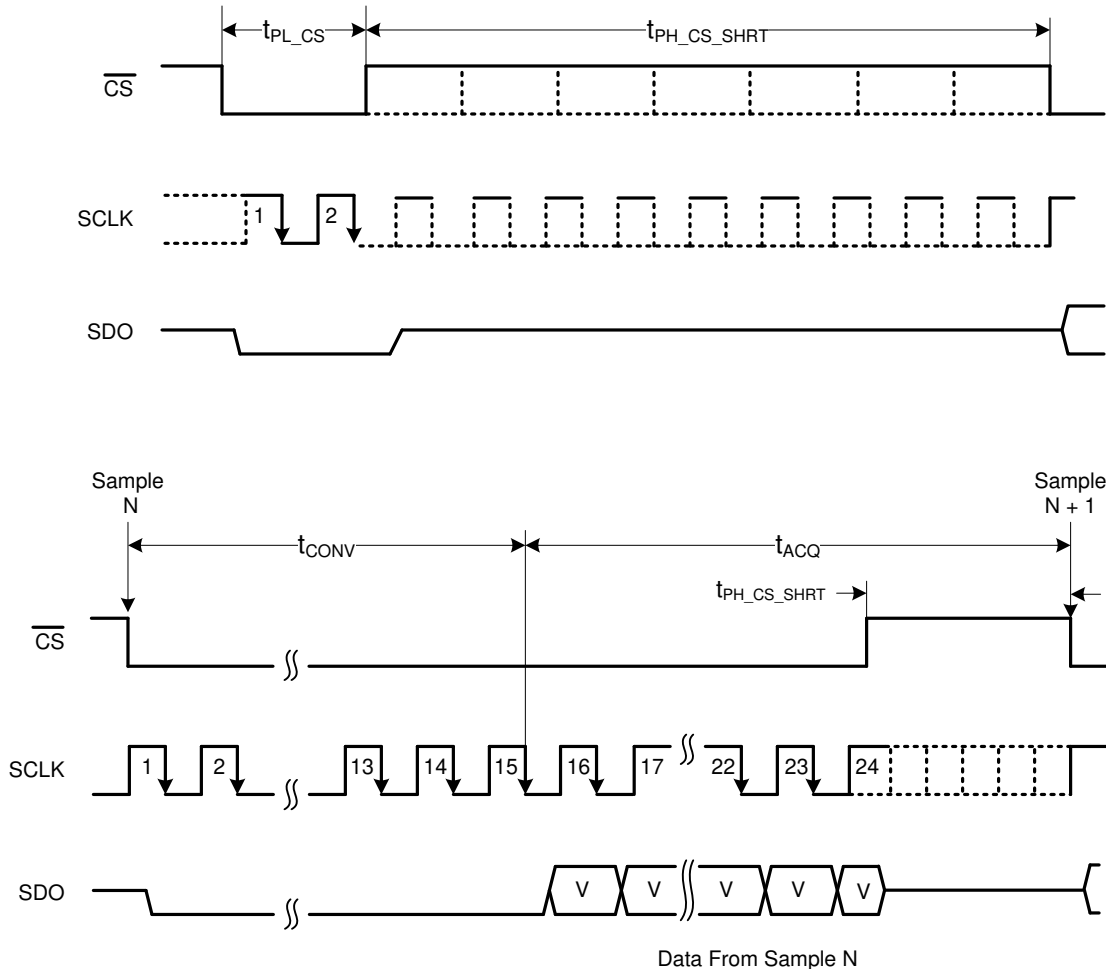 tPL_CS tPH_CS_SHRT
CS
SCLK 1 2
SDO
Sample N Sample N + 1
tCONV tACQ
tPH_CS_SHRT
CS
SCLK 1 2 13 14 15 16 17 22 23 24
SDO V V V V V
Data From Sample N